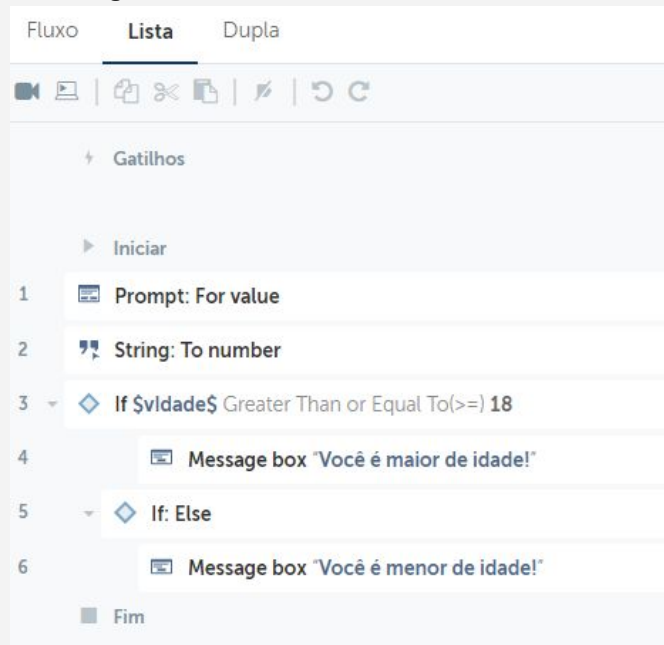 Fluxo Lista Dupla
Gatilhos
Iniciar
1 Prompt: For value
2 String: To number
3 If $vIdade$ Greater Than or Equal To(>=) 18
4 Message box "Você é maior de idade!"
5 If: Else
6 Message box "Você é menor de idade!"
Fim